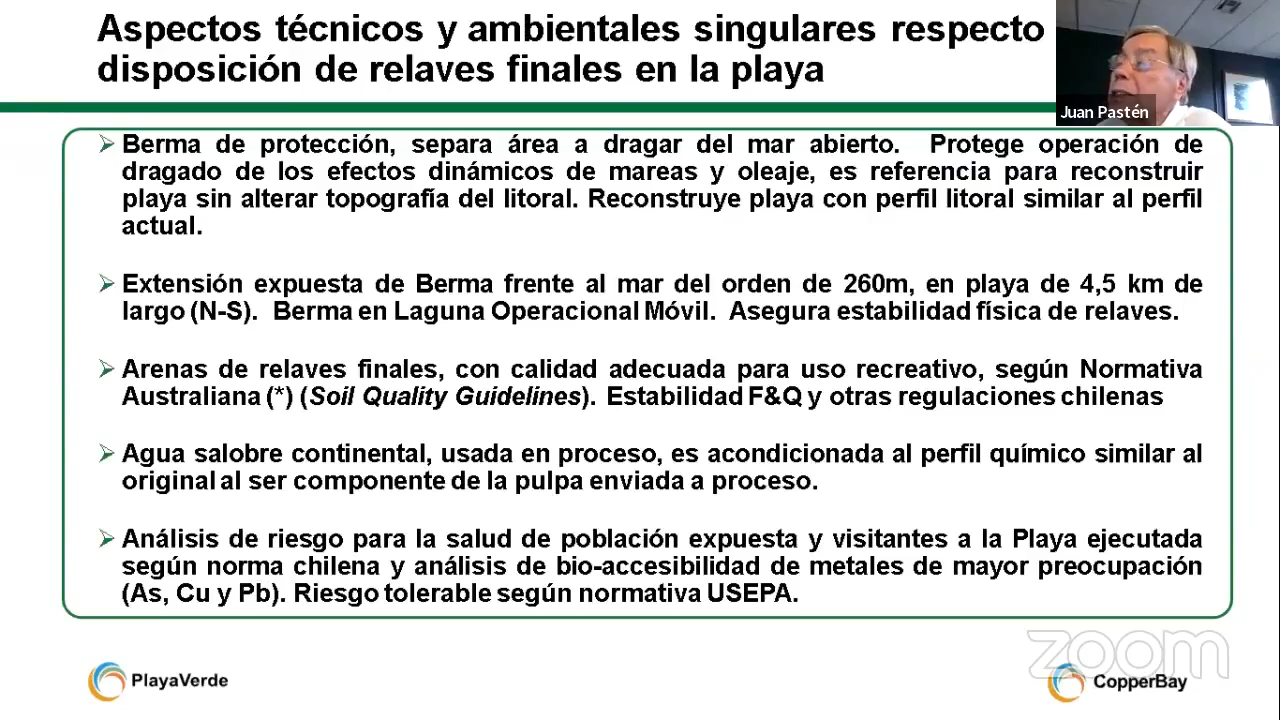 Aspectos técnicos y ambientales singulares respecto
disposición de relaves finales en la playa
Juan Pastén
Berma de protección, separa área a dragar del mar abierto. Protege operación de
dragado de los efectos dinámicos de mareas y oleaje, es referencia para reconstruir
playa sin alterar topografía del litoral. Reconstruye playa con perfil litoral similar al perfil
actual.
Extensión expuesta de Berma frente al mar del orden de 260m, en playa de 4,5 km de
largo (N-S). Berma en Laguna Operacional Móvil. Asegura estabilidad física de relaves.
Arenas de relaves finales, con calidad adecuada para uso recreativo, según Normativa
Australiana (*) (Soil Quality Guidelines). Estabilidad F&Q y otras regulaciones chilenas
Agua salobre continental, usada en proceso, es acondicionada al perfil químico similar al
original al ser componente de la pulpa enviada a proceso.
Análisis de riesgo para la salud de población expuesta y visitantes a la Playa ejecutada
según norma chilena y análisis de bio-accesibilidad de metales de mayor preocupación
(As, Cu y Pb). Riesgo tolerable según normativa USEPA.
zoom
PlayaVerde
CopperBay